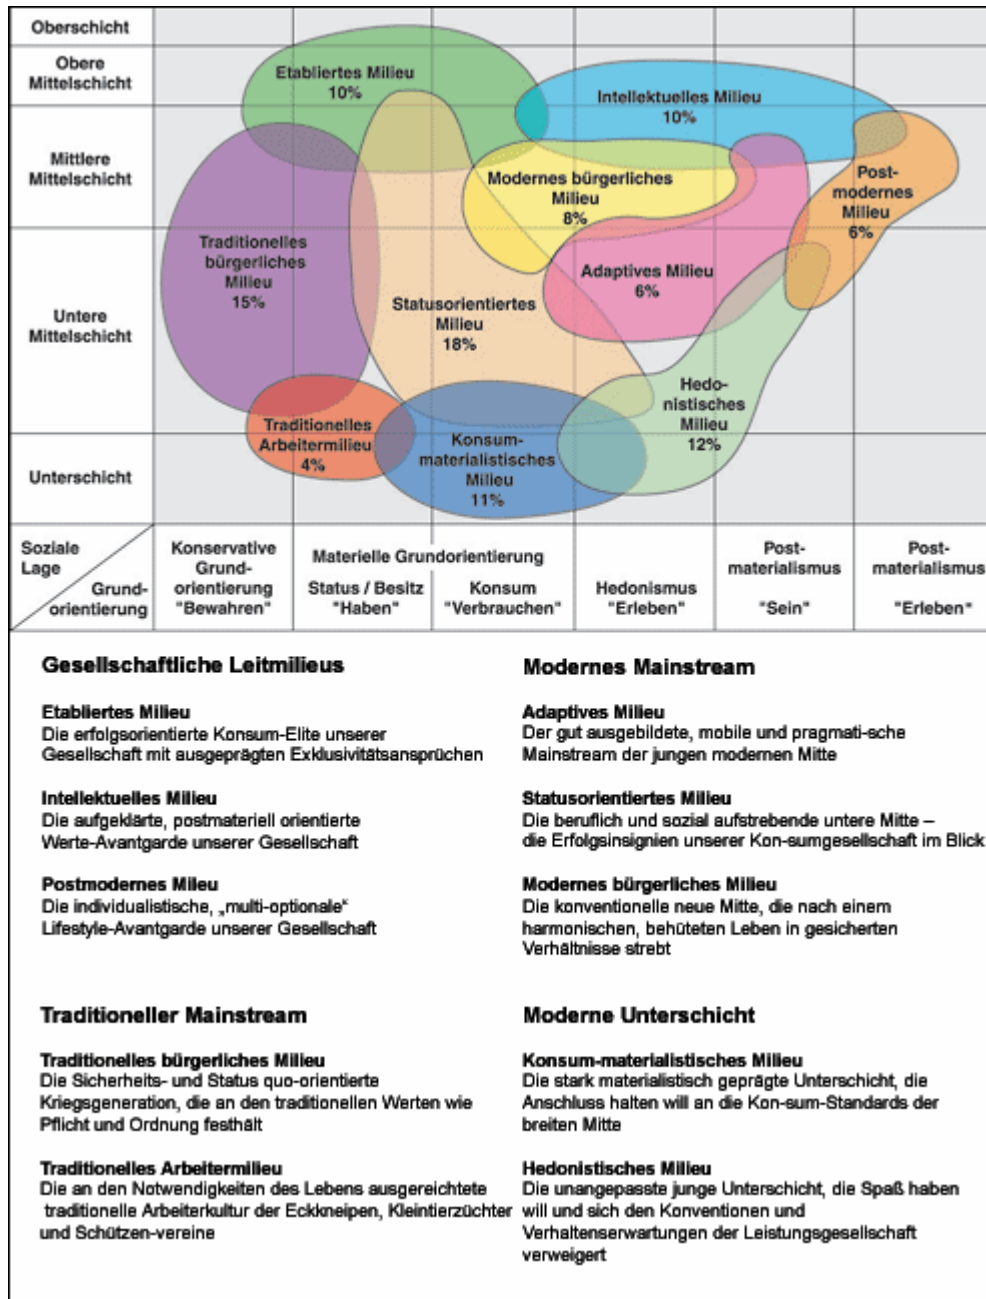 Oberschicht
Obere
Mittelschicht
Etabliertes Milieu
10%
Intellektuelles Milieu
10%
Mittlere
Mittelschicht
Modernes bürgerliches
Milieu
8%
Post-
modernes
Milieu
6%
Traditionelles
bürgerliches
Milieu
15%
Adaptives Milieu
6%
Untere
Mittelschicht
Statusorientiertes
Milieu
18%
Hedo-
nistisches
Milieu
12%
Traditionelles
Arbeitermilieu
4%
Konsum-
materialistisches
Milieu
11%
Unterschicht
Soziale
Lage
Grund-
orientierung
Konservative
Grund-
orientierung
"Bewahren"
Materielle Grundorientierung
Status / Besitz
"Haben"
Konsum
"Verbrauchen"
Hedonismus
"Erleben"
Post-
materialismus
"Sein"
Post-
materialismus
"Erleben"
Gesellschaftliche Leitmilieus
Etabliertes Milieu
Die erfolgsorientierte Konsum-Elite unserer
Gesellschaft mit ausgeprägten Exklusivitätsansprüchen
Intellektuelles Milieu
Die aufgeklärte, postmateriell orientierte
Werte-Avantgarde unserer Gesellschaft
Postmodernes Mileu
Die individualistische, „multi-optionale“
Lifestyle-Avantgarde unserer Gesellschaft
Modernes Mainstream
Adaptives Milieu
Der gut ausgebildete, mobile und pragmati-sche
Mainstream der jungen modernen Mitte
Statusorientiertes Milieu
Die beruflich und sozial aufstrebende untere Mitte –
die Erfolgsinsignien unserer Kon-sumgesellschaft im Blick
Modernes bürgerliches Milieu
Die konventionelle neue Mitte, die nach einem
harmonischen, behüteten Leben in gesicherten
Verhältnisse strebt
Traditioneller Mainstream
Traditionelles bürgerliches Milieu
Die Sicherheits- und Status quo-orientierte
Kriegsgeneration, die an den traditionellen Werten wie
Pflicht und Ordnung festhält
Traditionelles Arbeitermilieu
Die an den Notwendigkeiten des Lebens ausgereichtete
traditionelle Arbeiterkultur der Eckkneipen, Kleintierzüchter
und Schützen-vereine
Moderne Unterschicht
Konsum-materialistisches Milieu
Die stark materialistisch geprägte Unterschicht, die
Anschluss halten will an die Kon-sum-Standards der
breiten Mitte
Hedonistisches Milieu
Die unangepasste junge Unterschicht, die Spaß haben
will und sich den Konventionen und
Verhaltenserwartungen der Leistungsgesellschaft
verweigert